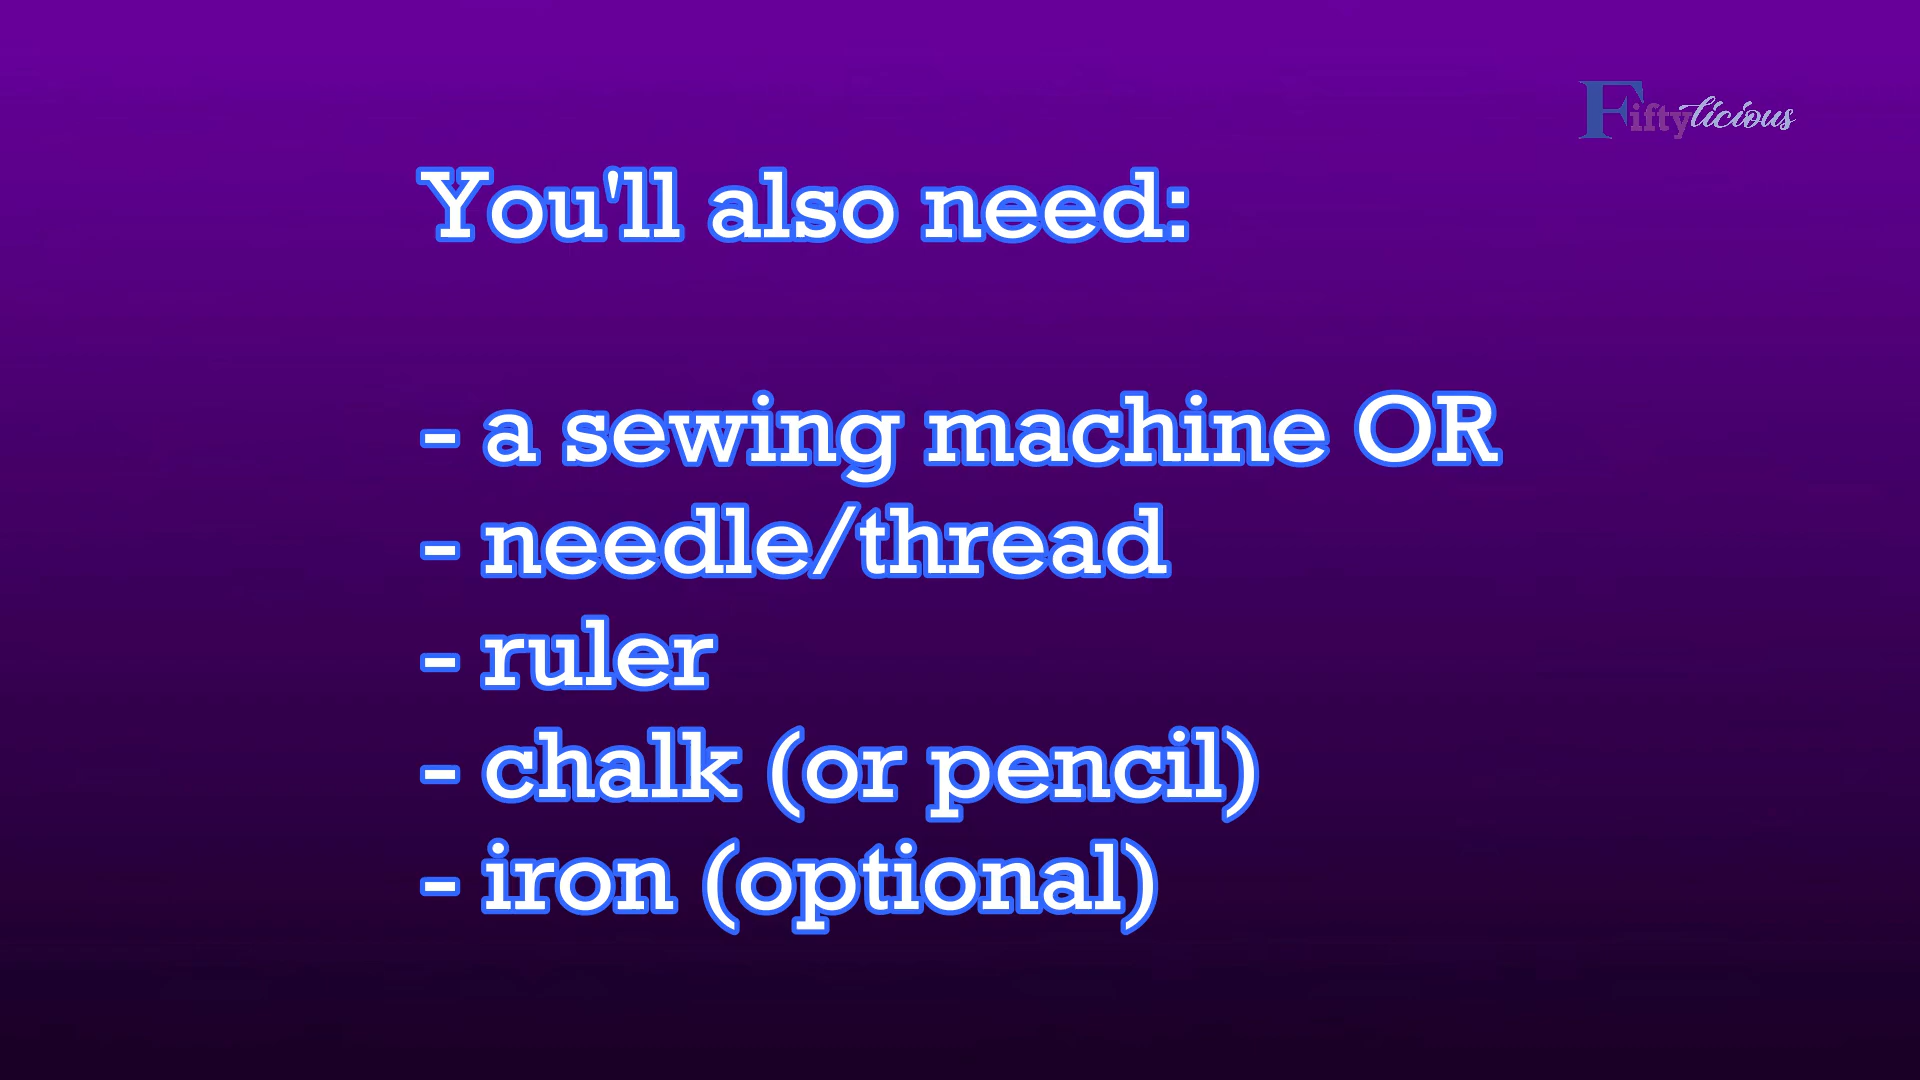 Fiftylicious
You'll also need:
- a sewing machine OR
- needle/thread
- ruler
- chalk (or pencil)
- iron (optional)